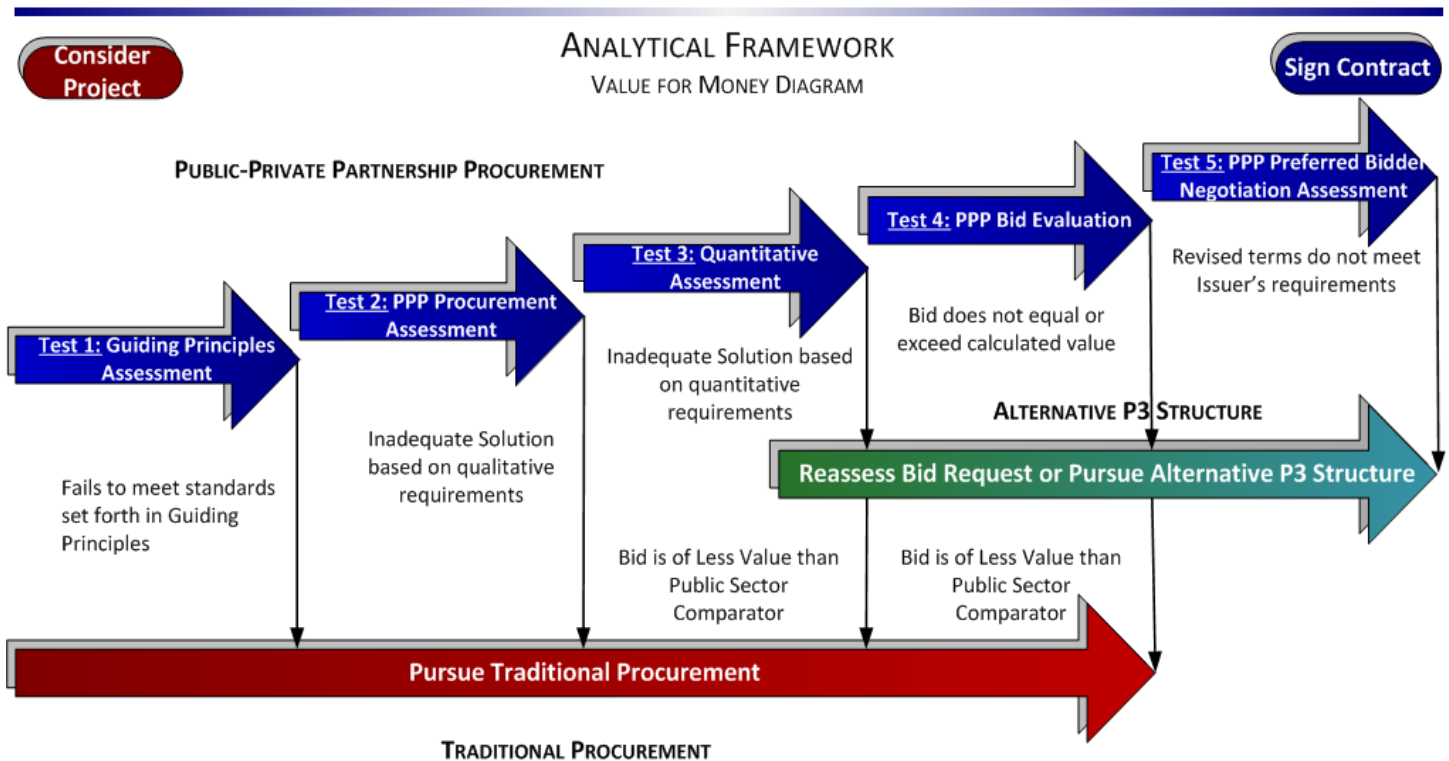 Consider
Project
ANALYTICAL FRAMEWORK
VALUE FOR MONEY DIAGRAM
Sign Contract
PUBLIC-PRIVATE PARTNERSHIP PROCUREMENT
Test 1: Guiding Principles
Assessment
Test 2: PPP Procurement
Assessment
Test 3: Quantitative
Assessment
Test 4: PPP Bid Evaluation
Test 5: PPP Preferred Bidder
Negotiation Assessment
Fails to meet standards
set forth in Guiding
Principles
Inadequate Solution
based on qualitative
requirements
Inadequate Solution based
on quantitative
requirements
Bid does not equal or
exceed calculated value
Revised terms do not meet
Issuer's requirements
ALTERNATIVE P3 STRUCTURE
Reassess Bid Request or Pursue Alternative P3 Structure
Bid is of Less Value than
Public Sector
Comparator
Bid is of Less Value than
Public Sector
Comparator
Pursue Traditional Procurement
TRADITIONAL PROCUREMENT